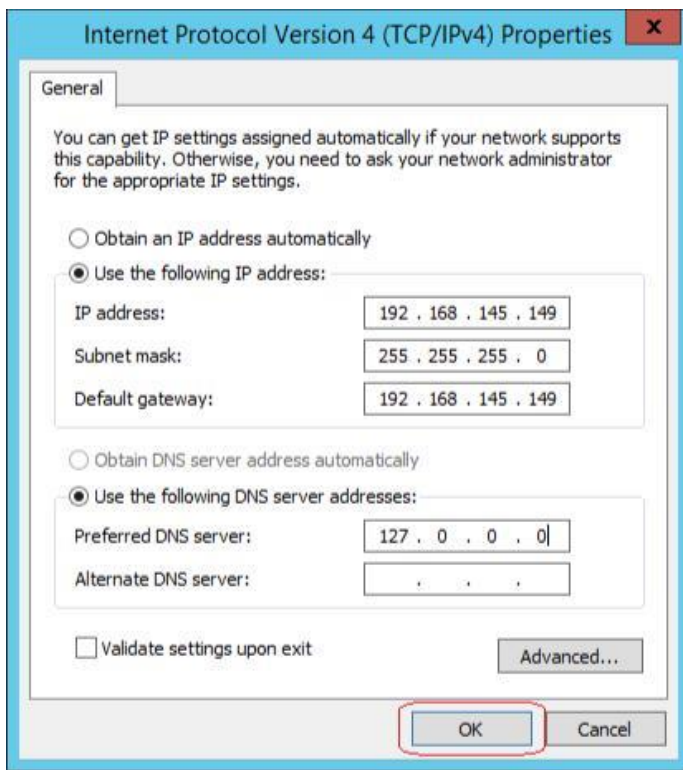 Internet Protocol Version 4 (TCP/IPv4) Properties
x
General
You can get IP settings assigned automatically if your network supports
this capability. Otherwise, you need to ask your network administrator
for the appropriate IP settings.
Obtain an IP address automatically
Use the following IP address:
IP address: 192 . 168 . 145 . 149
Subnet mask: 255 . 255 . 255 . 0
Default gateway: 192 . 168 . 145 . 149
Obtain DNS server address automatically
Use the following DNS server addresses:
Preferred DNS server: 127 . 0 . 0 . 0
Alternate DNS server: . . .
Validate settings upon exit
Advanced...
OK Cancel